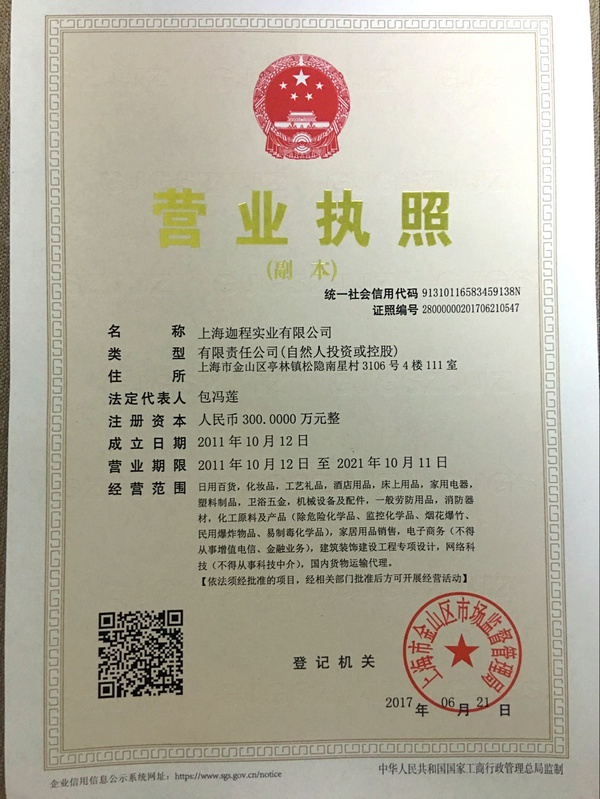 营业执照
(副本)
统一社会信用代码 91310116583459138N
证照编号 28000000201706210547
名称 上海迦程实业有限公司
类型 有限责任公司(自然人投资或控股)
住所 上海市金山区亭林镇松隐南星村3106号4楼111室
法定代表人 包冯莲
注册资本 人民币300.0000万元整
成立日期 2011年10月12日
营业期限 2011年10月12日 至 2021年10月11日
经营范围 日用百货，化妆品，工艺礼品，酒店用品，床上用品，家用电器，
塑料制品，卫浴五金，机械设备及配件，一般劳防用品，消防器
材，化工原料及产品（除危险化学品、监控化学品、烟花爆竹、
民用爆炸物品、易制毒化学品），家居用品销售，电子商务（不得
从事增值电信、金融业务），建筑装饰建设工程专项设计，网络科
技（不得从事科技中介），国内货物运输代理。
【依法须经批准的项目，经相关部门批准后方可开展经营活动】
登记机关
上海市金山区市场监督管理局
2017年06月21日
企业信用信息公示系统网址：https://www.sgs.gov.cn/notice
中华人民共和国国家工商行政管理总局监制